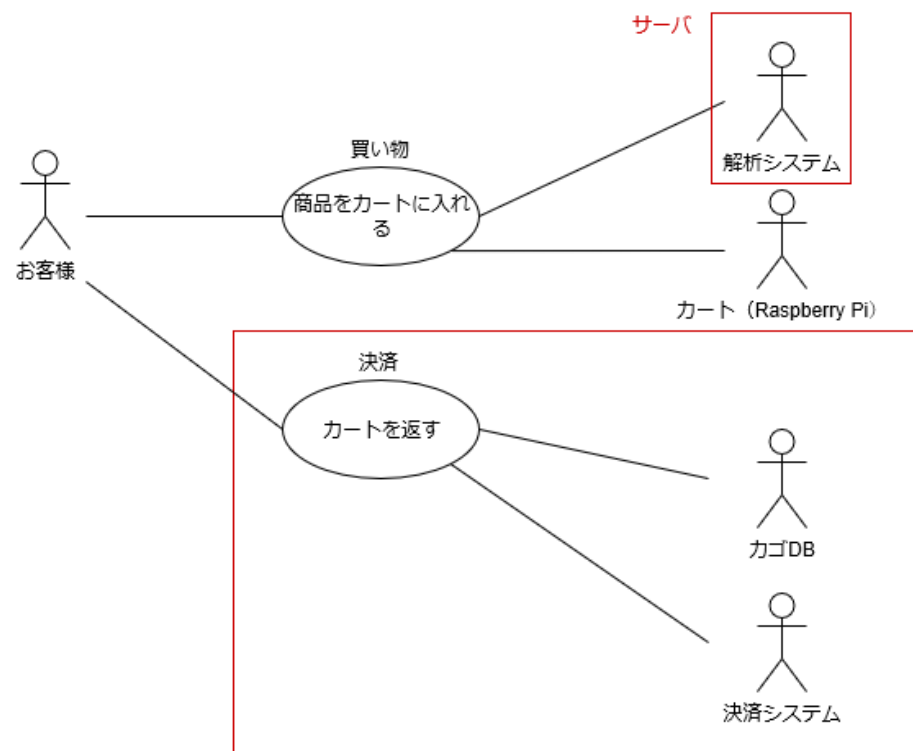 サーバ
解析システム
買い物
商品をカートに入れ
る
お客様
カート（Raspberry Pi）
決済
カートを返す
カゴDB
決済システム